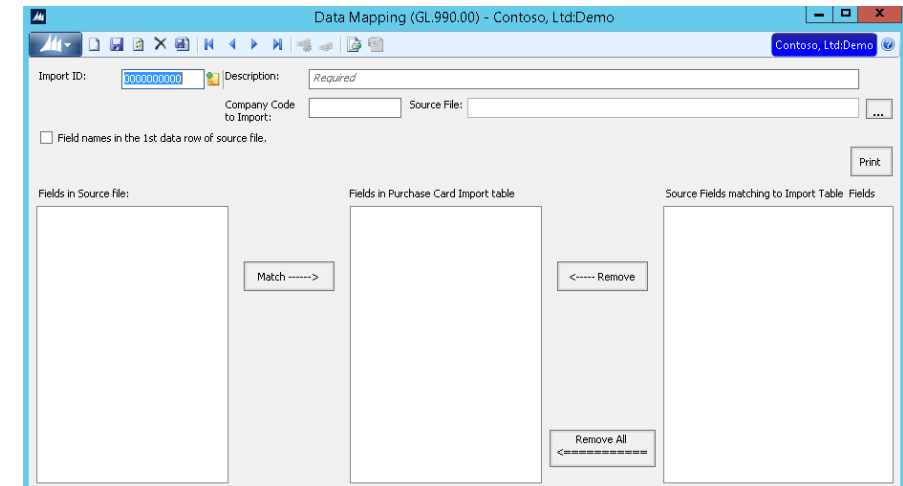 Data Mapping (GL.990.00) - Contoso, Ltd:Demo
Contoso, Ltd:Demo
Import ID: 0000000000 Description: Required
Company Code to Import: Source File: ...
Field names in the 1st data row of source file.
Print
Fields in Source file: Fields in Purchase Card Import table Source Fields matching to Import Table Fields
Match ------> <----- Remove
Remove All
<===========